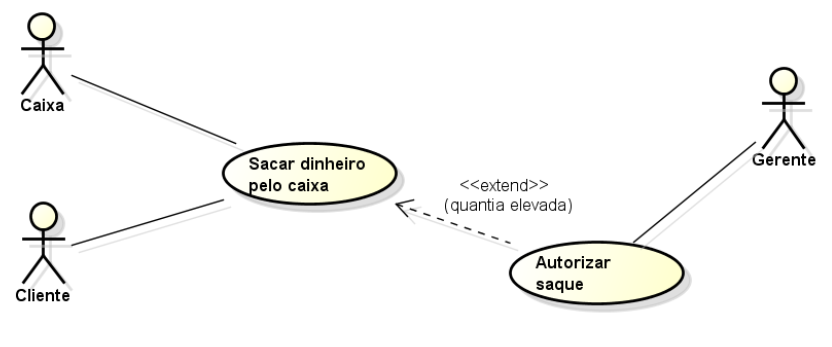 Caixa
Sacar dinheiro
pelo caixa
Cliente
<<extend>>
(quantia elevada)
Autorizar
saque
Gerente